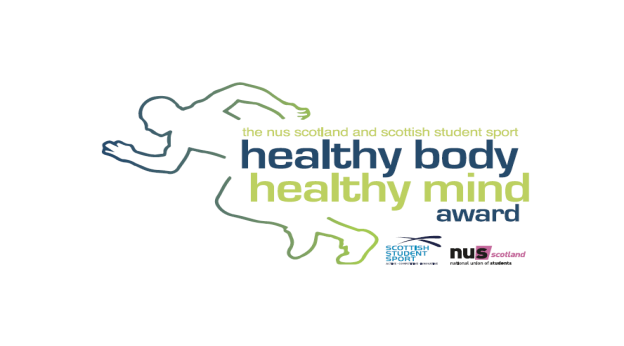 the nus scotland and scottish student sport
healthy body
healthy mind
award
SCOTTISH
STUDENT
SPORT
nus scotland
national union of students